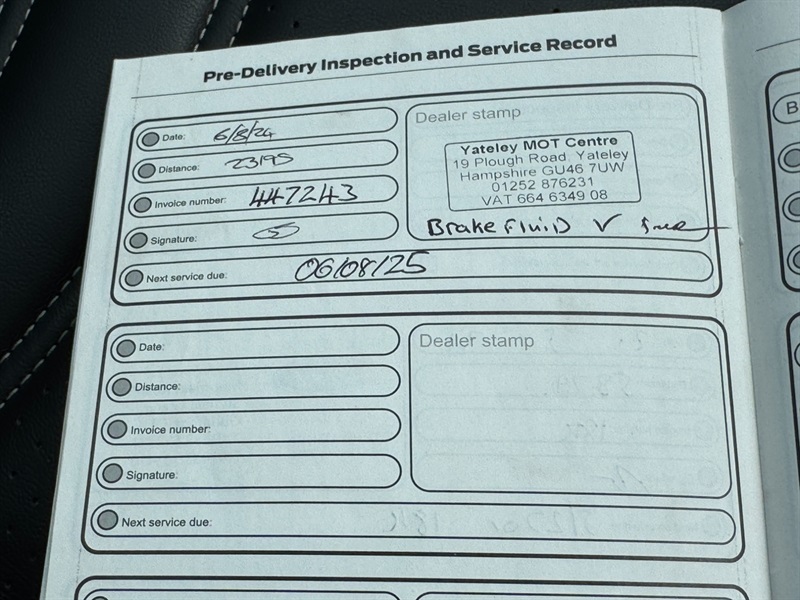 Pre-Delivery Inspection and Service Record
Date: 6/8/24
Distance: 23195
Invoice number: 447243
Signature:
Next service due: 06/08/25
Dealer stamp
Yateley MOT Centre
19 Plough Road, Yateley
Hampshire GU46 7UW
01252 876231
VAT 664 6349 08
Brake Fluid ✓
Date:
Distance:
Invoice number:
Signature:
Next service due:
Dealer stamp
B